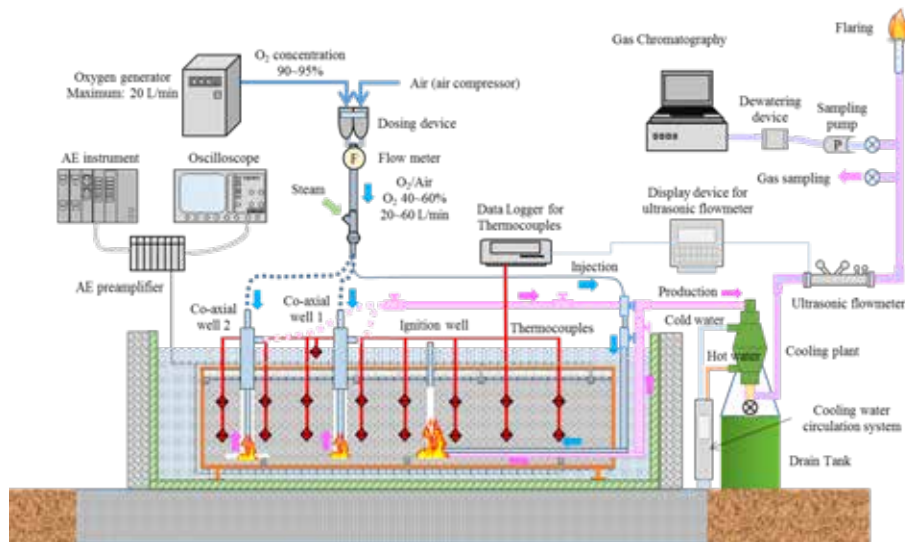 Flaring
Gas Chromatography
O₂ concentration
90~95%
Oxygen generator
Maximum: 20 L/min
Air (air compressor)
Dosing device
Dewatering
device
Sampling
pump
P
F
Flow meter
AE instrument
Oscilloscope
Steam
O₂/Air
O₂ 40~60%
20~60 L/min
Gas sampling
Display device for
ultrasonic flowmeter
Data Logger for
Thermocouples
AE preamplifier
Injection
Production
Ultrasonic flowmeter
Co-axial
well 2
Co-axial
well 1
Ignition well
Thermocouples
Cold water
Hot water
Cooling plant
Cooling water
circulation system
Drain Tank